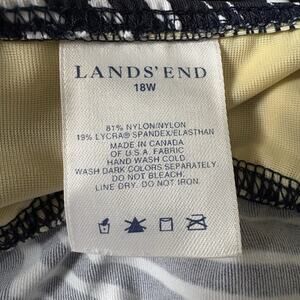 LANDS' END
18W
81% NYLON/NYLON
19% LYCRA® SPANDEX/ELASTHAN
MADE IN CANADA
OF U.S.A. FABRIC
HAND WASH COLD.
WASH DARK COLORS SEPARATELY.
DO NOT BLEACH.
LINE DRY. DO NOT IRON.